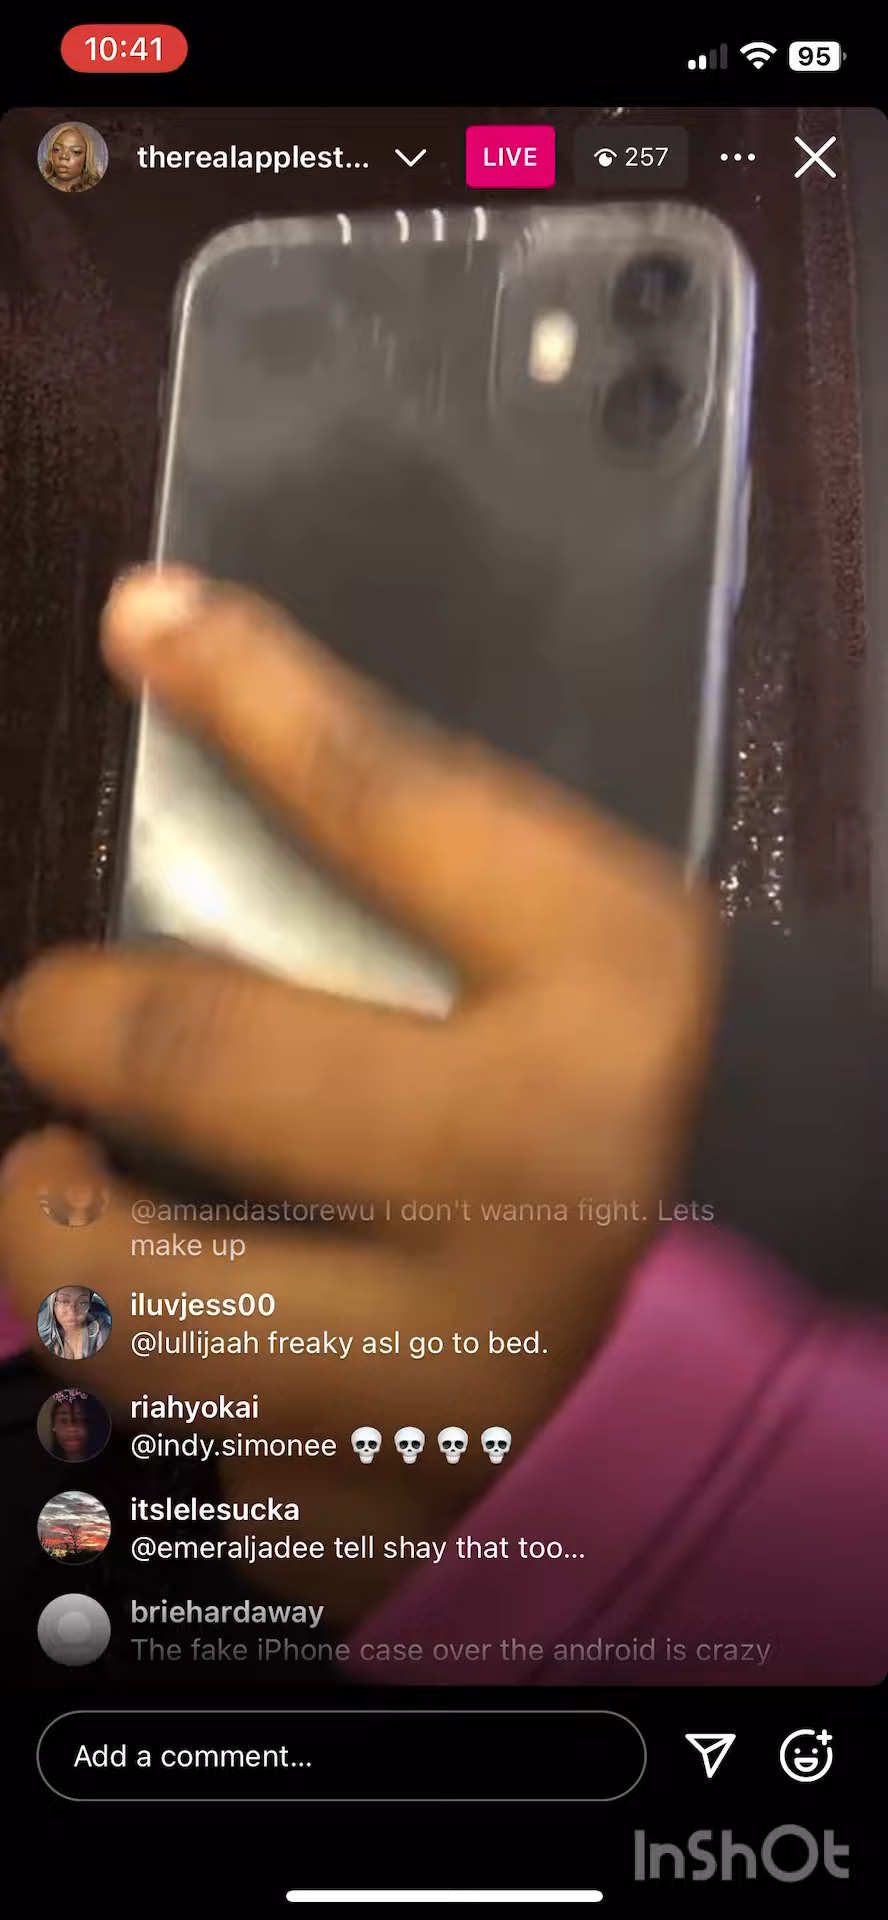 10:41
95
therealapplest...
LIVE
257
@amandastorewu I don't wanna fight. Lets
make up
iluvjess00
@lullijaah freaky asl go to bed.
riahyokai
@indy.simonee 💀💀💀💀
itslelesucka
@emeraljadee tell shay that too...
briehardaway
The fake iPhone case over the android is crazy
Add a comment...
InShOt